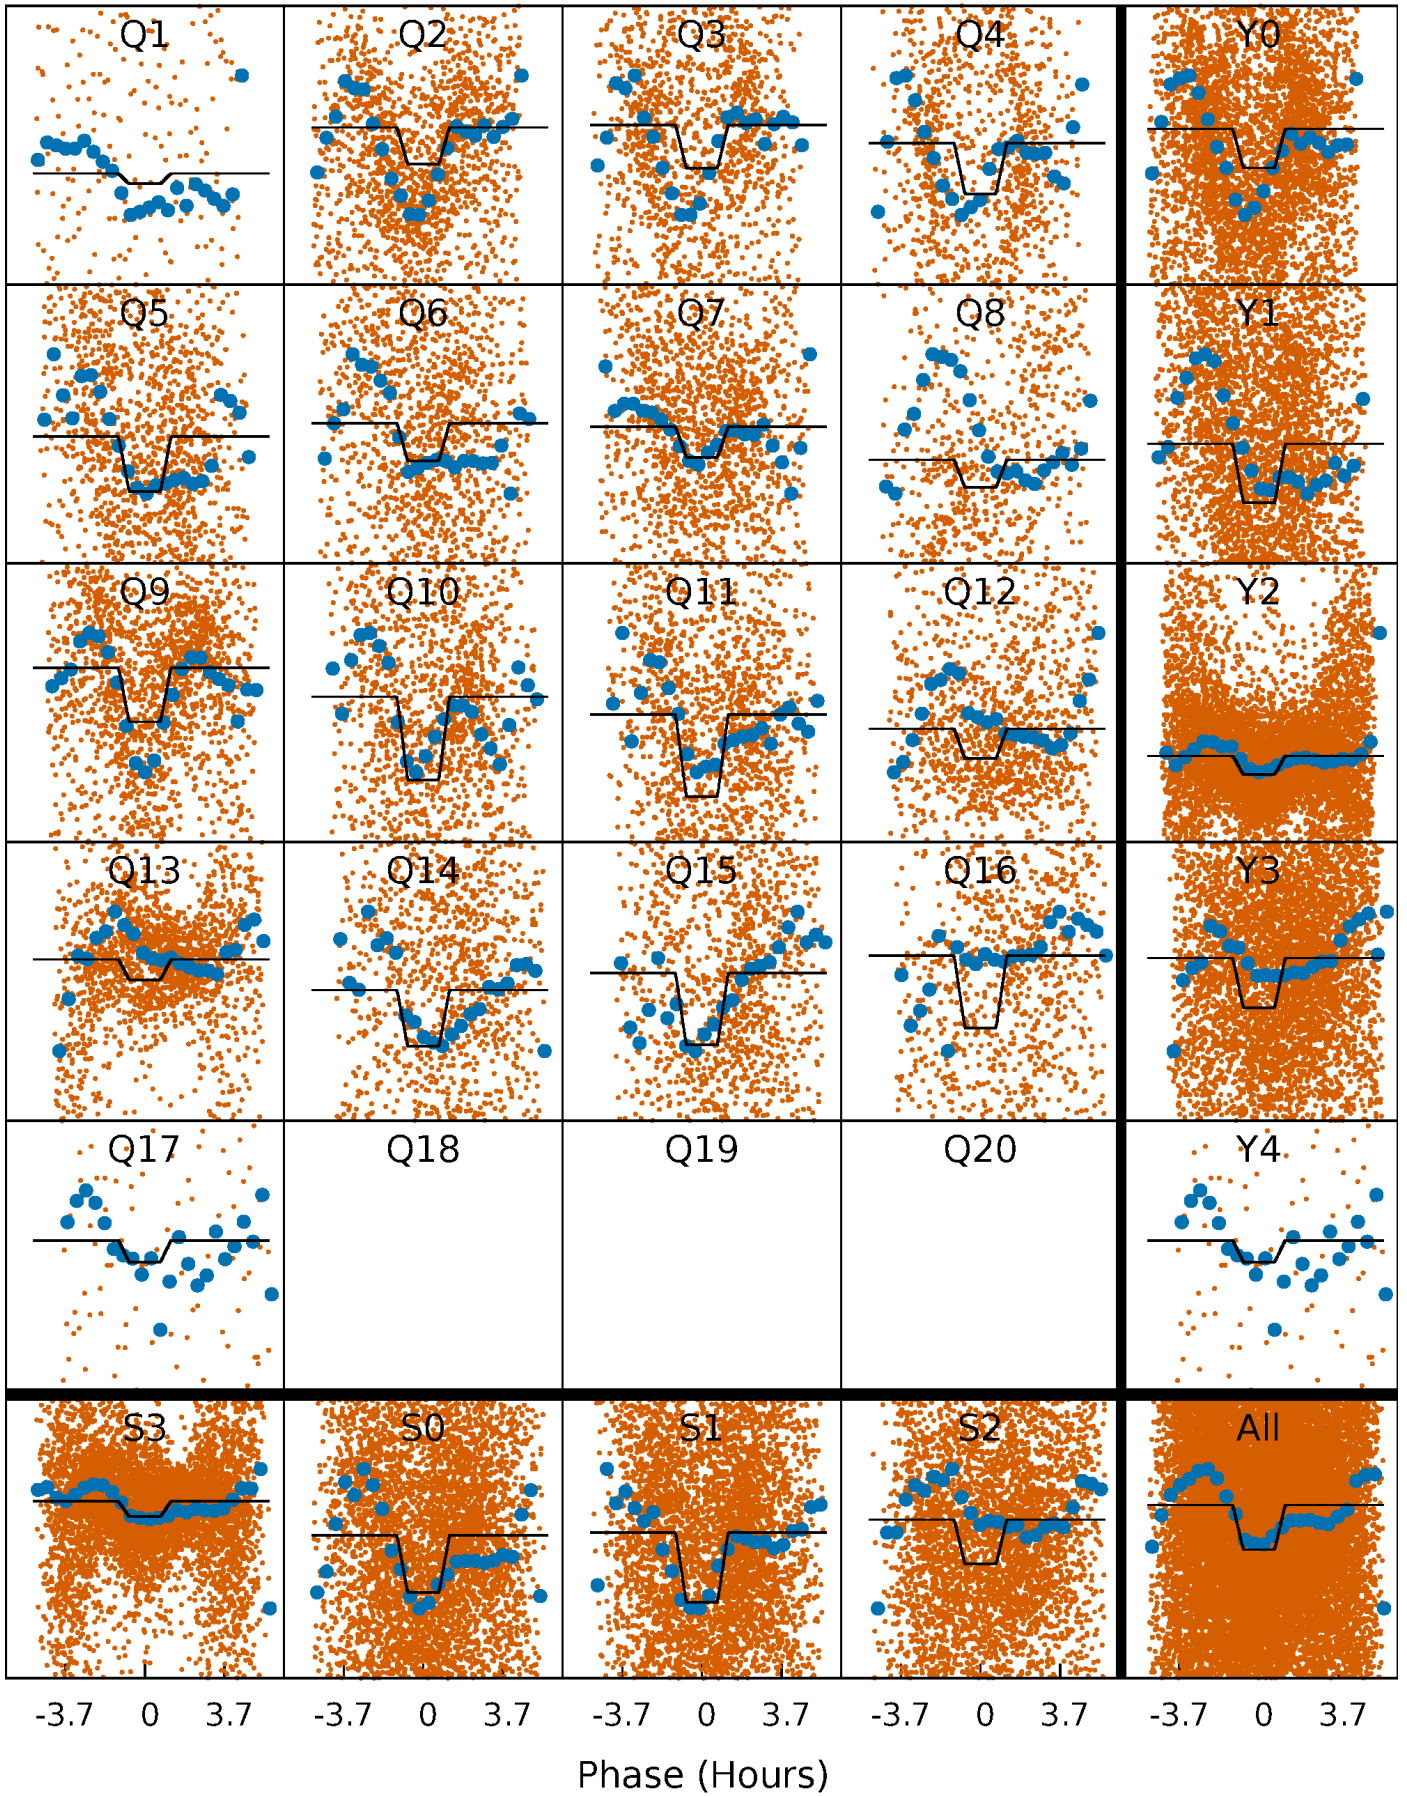 Q1 Q2 Q3 Q4 Y0
Q5 Q6 Q7 Q8 Y1
Q9 Q10 Q11 Q12 Y2
Q13 Q14 Q15 Q16 Y3
Q17 Q18 Q19 Q20 Y4
S3 S0 S1 S2 All
-3.7 0 3.7 -3.7 0 3.7 -3.7 0 3.7 -3.7 0 3.7 -3.7 0 3.7
Phase (Hours)